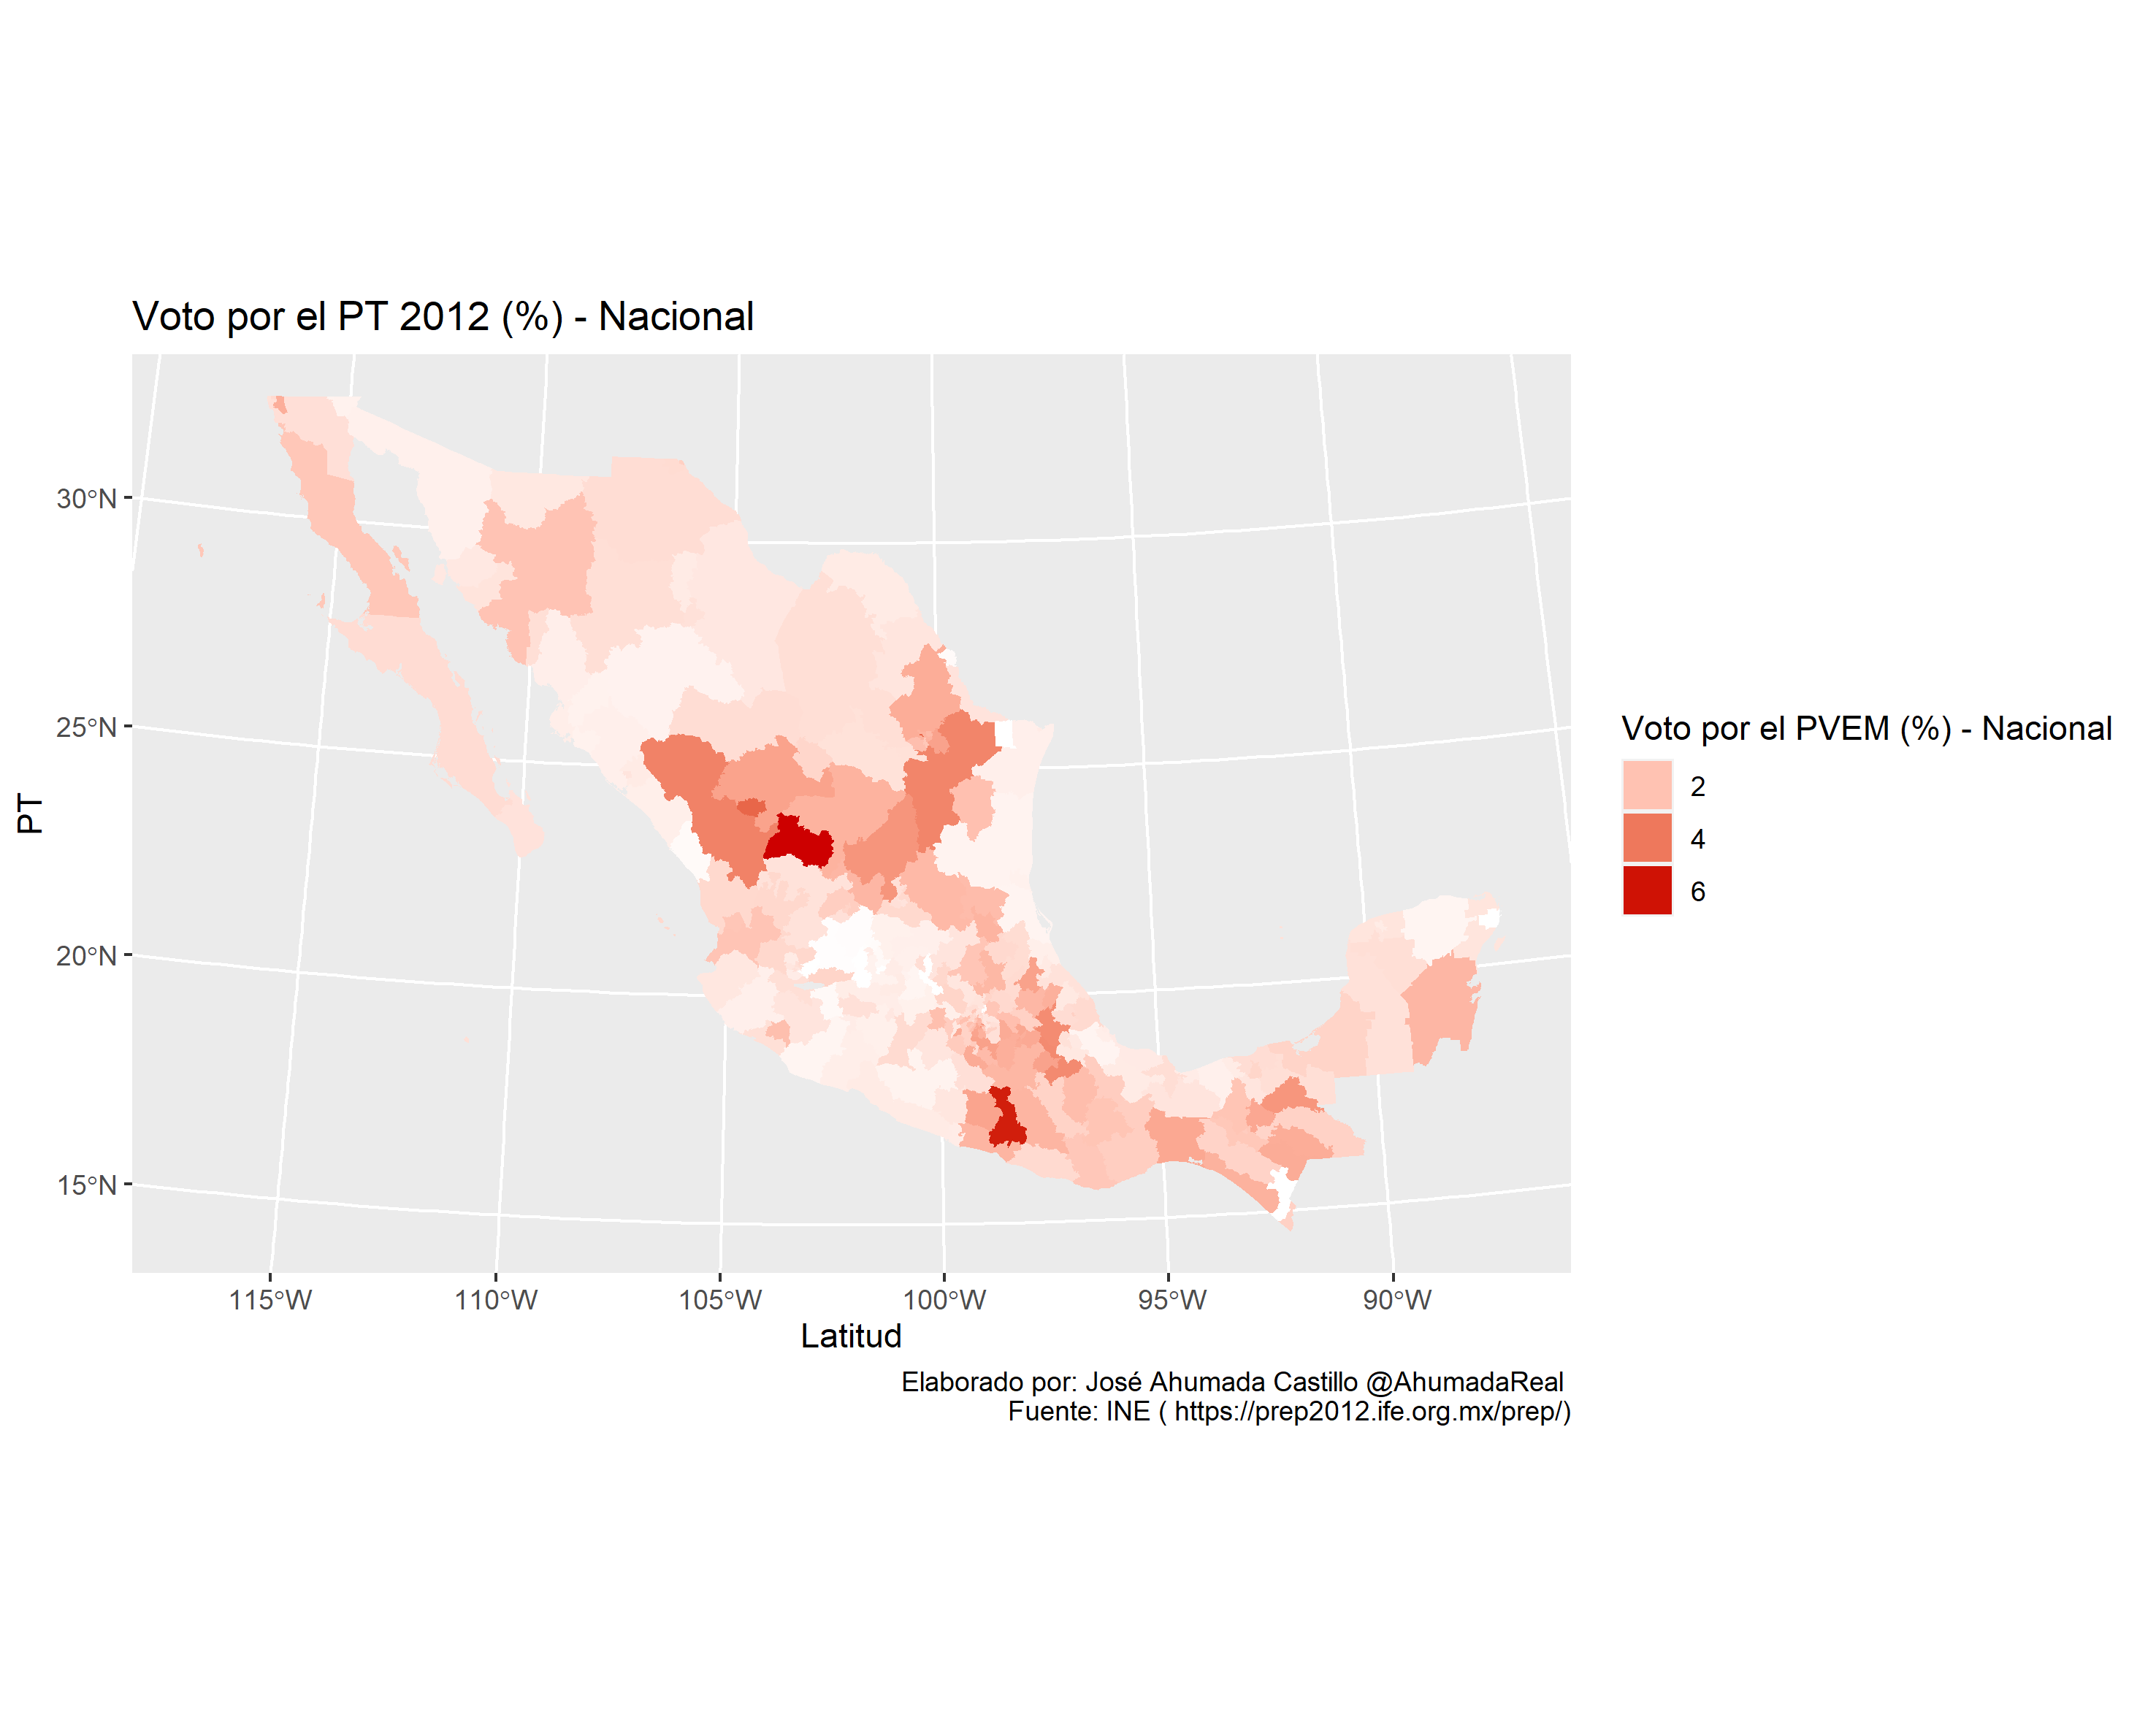 Voto por el PT 2012 (%) - Nacional
30°N
25°N
20°N
15°N
PT
115°W
110°W
105°W
100°W
95°W
90°W
Latitud
Voto por el PVEM (%) - Nacional
2
4
6
Elaborado por: José Ahumada Castillo @AhumadaReal
Fuente: INE ( https://prep2012.ife.org.mx/prep/)